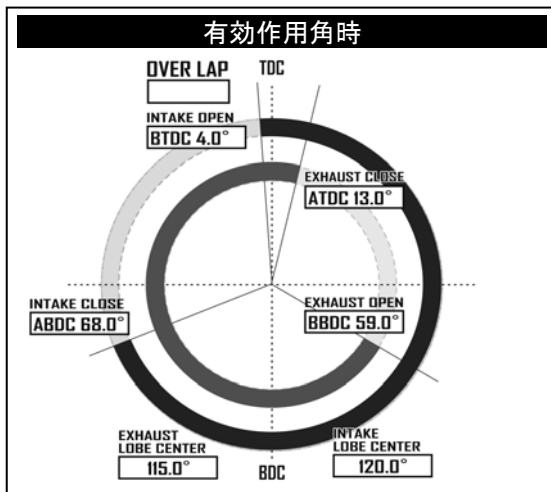 有効作用角時
OVER LAP
TDC
INTAKE OPEN
BTDC 4.0°
EXHAUST CLOSE
ATDC 13.0°
INTAKE CLOSE
ABDC 68.0°
EXHAUST OPEN
BBDC 59.0°
EXHAUST
LOBE CENTER
115.0°
BDC
INTAKE
LOBE CENTER
120.0°